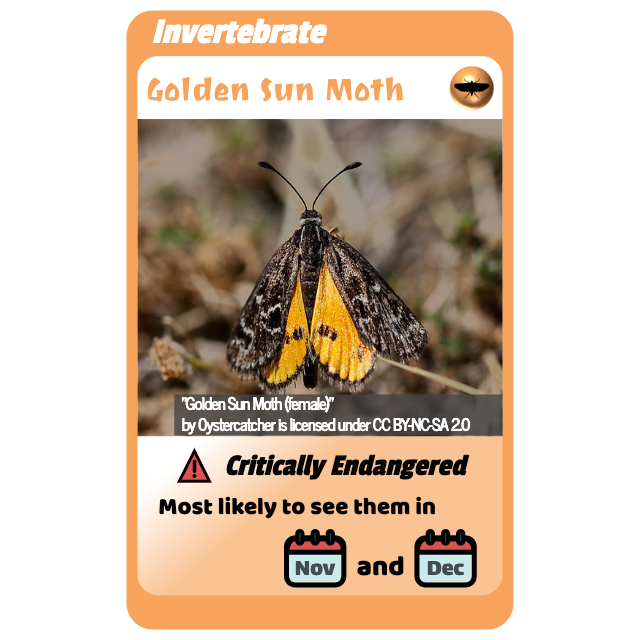 Invertebrate
Golden Sun Moth
"Golden Sun Moth (female)"
by Oystercatcher is licensed under CC BY-NC-SA 2.0
Critically Endangered
Most likely to see them in
Nov and Dec